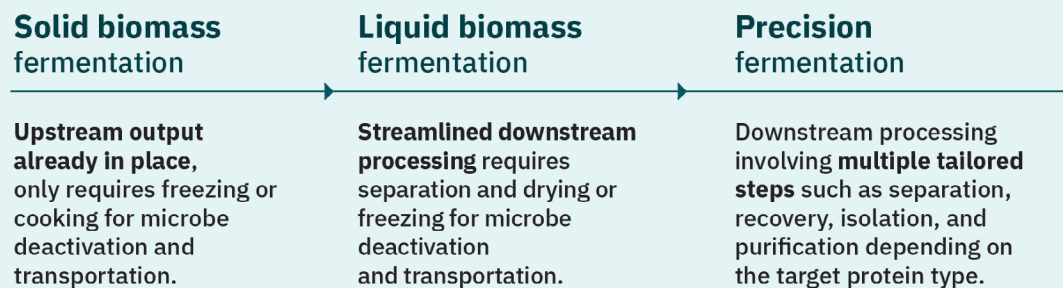 Solid biomass
fermentation
Upstream output
already in place,
only requires freezing or
cooking for microbe
deactivation and
transportation.
Liquid biomass
fermentation
Streamlined downstream
processing requires
separation and drying or
freezing for microbe
deactivation
and transportation.
Precision
fermentation
Downstream processing
involving multiple tailored
steps such as separation,
recovery, isolation, and
purification depending on
the target protein type.